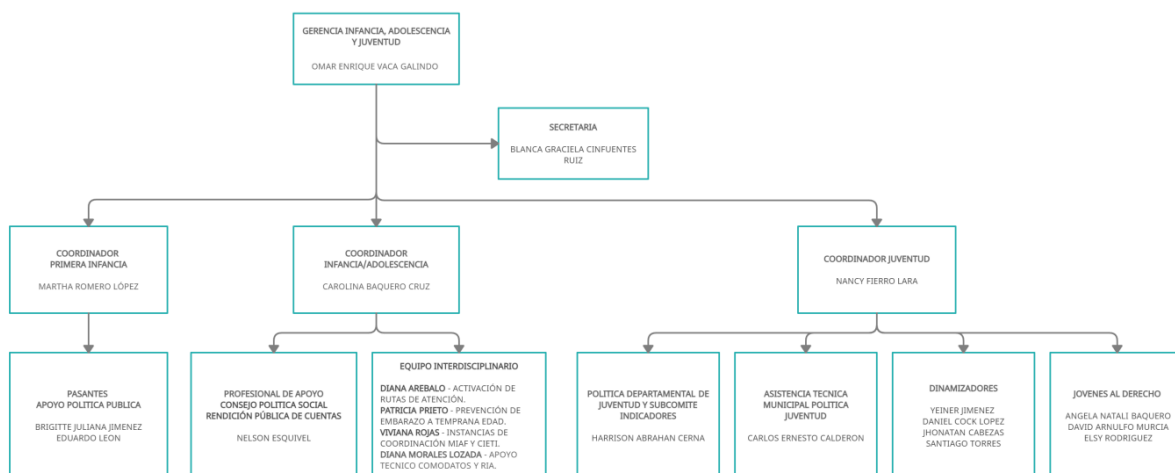 GERENCIA INFANCIA, ADOLESCENCIA
Y JUVENTUD
OMAR ENRIQUE VACA GALINDO
SECRETARIA
BLANCA GRACIELA CINFUENTES
RUIZ
COORDINADOR
PRIMERA INFANCIA
MARTHA ROMERO LÓPEZ
COORDINADOR
INFANCIA/ADOLESCENCIA
CAROLINA BAQUERO CRUZ
COORDINADOR JUVENTUD
NANCY FIERRO LARA
PASANTES
APOYO POLITICA PUBLICA
BRIGITTE JULIANA JIMENEZ
EDUARDO LEON
PROFESIONAL DE APOYO
CONSEJO POLITICA SOCIAL
RENDICIÓN PÚBLICA DE CUENTAS
NELSON ESQUIVEL
EQUIPO INTERDISCIPLINARIO
DIANA AREBALO - ACTIVACIÓN DE
RUTAS DE ATENCIÓN.
PATRICIA PRIETO - PREVENCIÓN DE
EMBARAZO A TEMPRANA EDAD.
VIVIANA ROJAS - INSTANCIAS DE
COORDINACIÓN MIAF Y CIETI.
DIANA MORALES LOZADA - APOYO
TECNICO COMODATOS Y RIA.
POLITICA DEPARTAMENTAL DE
JUVENTUD Y SUBCOMITE
INDICADORES
HARRISON ABRAHAN CERNA
ASISTENCIA TECNICA
MUNICIPAL POLITICA
JUVENTUD
CARLOS ERNESTO CALDERON
DINAMIZADORES
YEINER JIMENEZ
DANIEL COCK LOPEZ
JHONATAN CABEZAS
SANTIAGO TORRES
JOVENES AL DERECHO
ANGELA NATALI BAQUERO
DAVID ARNULFO MURCIA
ELSY RODRIGUEZ